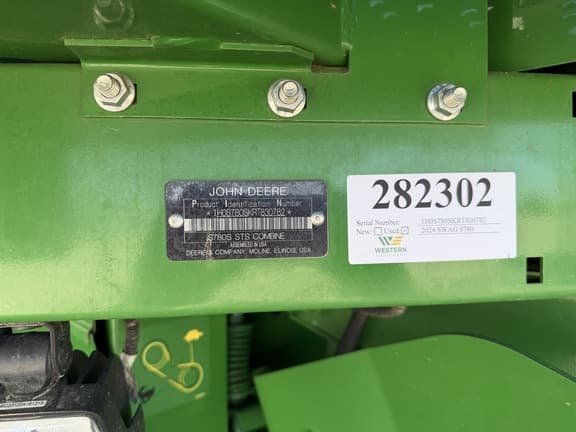 JOHN DEERE
Product Identification Number
*1H0S780SKRT830782*
S780S STS COMBINE
ASSEMBLED IN USA
DEERE & COMPANY, MOLINE, ILLINOIS, USA
282302
Serial Number: 1H0S780SKRT830782
New: Used:
2024 SWAG S780
WESTERN